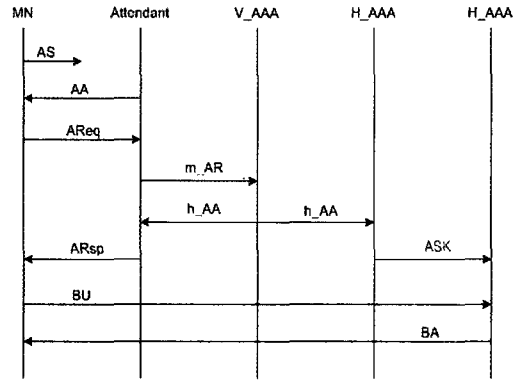 MN Attendant V_AAA H_AAA H_AAA
AS
AA
AReq
m_AR
h_AA h_AA
ARsp ASK
BU
BA